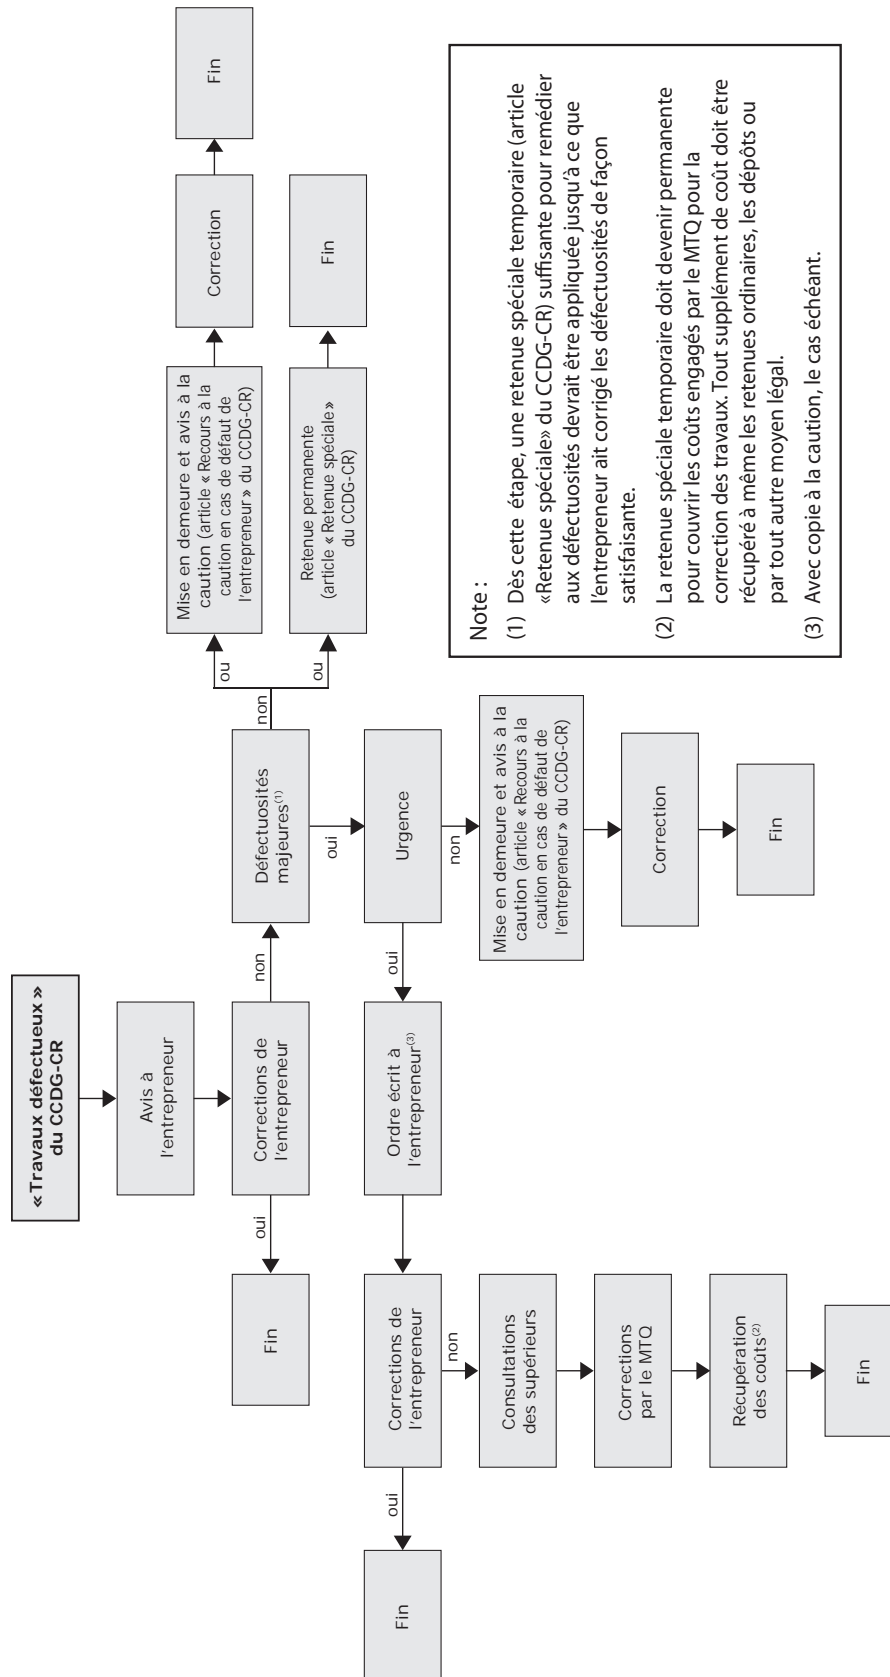 «Travaux défectueux»
du CCDG-CR
Avis à
l'entrepreneur
Corrections de
l'entrepreneur
oui
non
Fin
Défectuosités
majeures(1)
non
ou
ou
Mise en demeure et avis à la
caution (article « Recours à la
caution en cas de défaut de
l'entrepreneur » du CCDG-CR)
Correction
Fin
Retenue permanente
(article « Retenue spéciale »
du CCDG-CR)
Fin
oui
Urgence
oui
non
Ordre écrit à
l'entrepreneur(3)
Corrections de
l'entrepreneur
oui
non
Fin
Consultations
des supérieurs
Corrections
par le MTQ
Récupération
des coûts(2)
Fin
Mise en demeure et avis à la
caution (article « Recours à la
caution en cas de défaut de
l'entrepreneur » du CCDG-CR)
Correction
Fin
Note :
(1) Dès cette étape, une retenue spéciale temporaire (article
«Retenue spéciale» du CCDG-CR) suffisante pour remédier
aux défectuosités devrait être appliquée jusqu'à ce que
l'entrepreneur ait corrigé les défectuosités de façon
satisfaisante.
(2) La retenue spéciale temporaire doit devenir permanente
pour couvrir les coûts engagés par le MTQ pour la
correction des travaux. Tout supplément de coût doit être
récupéré à même les retenues ordinaires, les dépôts ou
par tout autre moyen légal.
(3) Avec copie à la caution, le cas échéant.